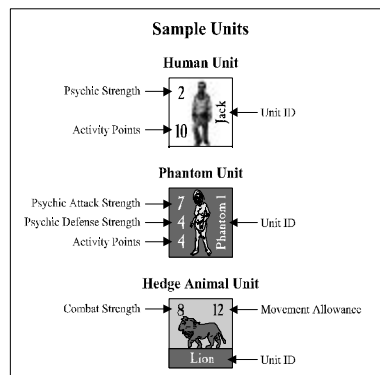 Sample Units
Human Unit
Psychic Strength
2
Jack
Unit ID
Activity Points
10
Phantom Unit
Psychic Attack Strength
7
Psychic Defense Strength
4
Phantom 1
Unit ID
Activity Points
4
Hedge Animal Unit
Combat Strength
8 12
Movement Allowance
Lion
Unit ID